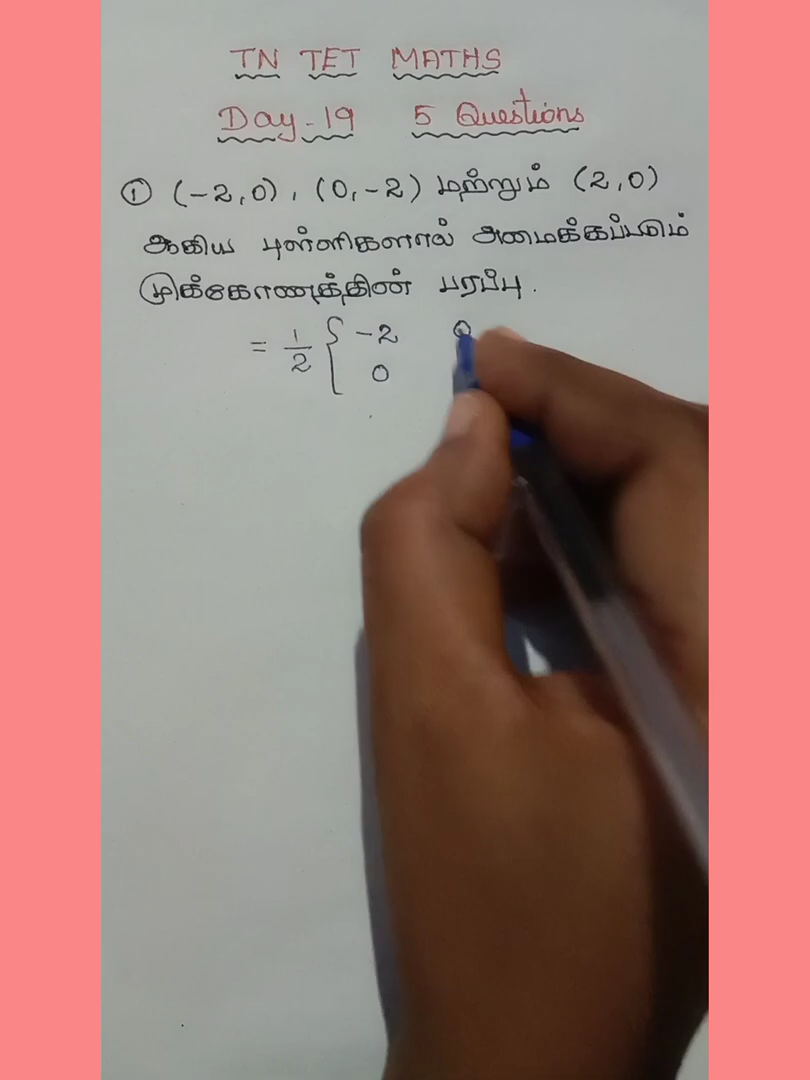 TN TET MATHS
Day-19 5 Questions
① (-2,0), (0,-2) மற்றும் (2,0)
ஆகிய புள்ளிகளால் அமைக்கப்படும்
முக்கோணத்தின் பரப்பு.
= 1/2 { -2 0
0